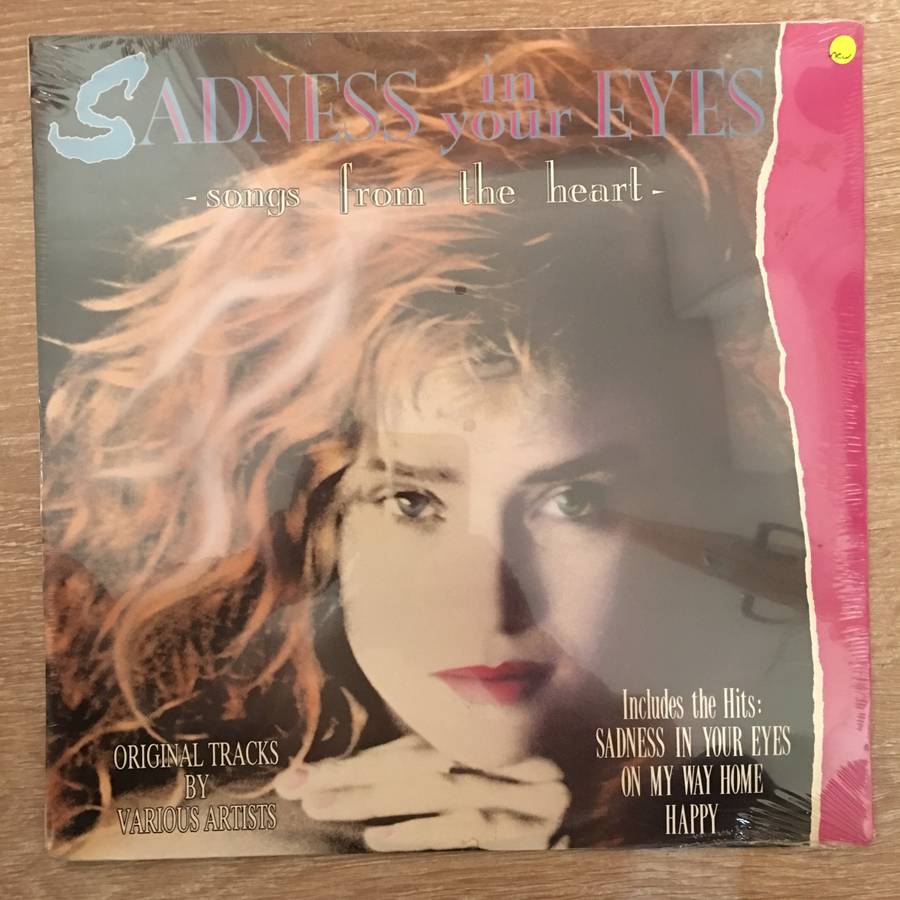 SADNESS in your EYES
- songs from the heart -
ORIGINAL TRACKS
BY
VARIOUS ARTISTS
Includes the Hits:
SADNESS IN YOUR EYES
ON MY WAY HOME
HAPPY
new